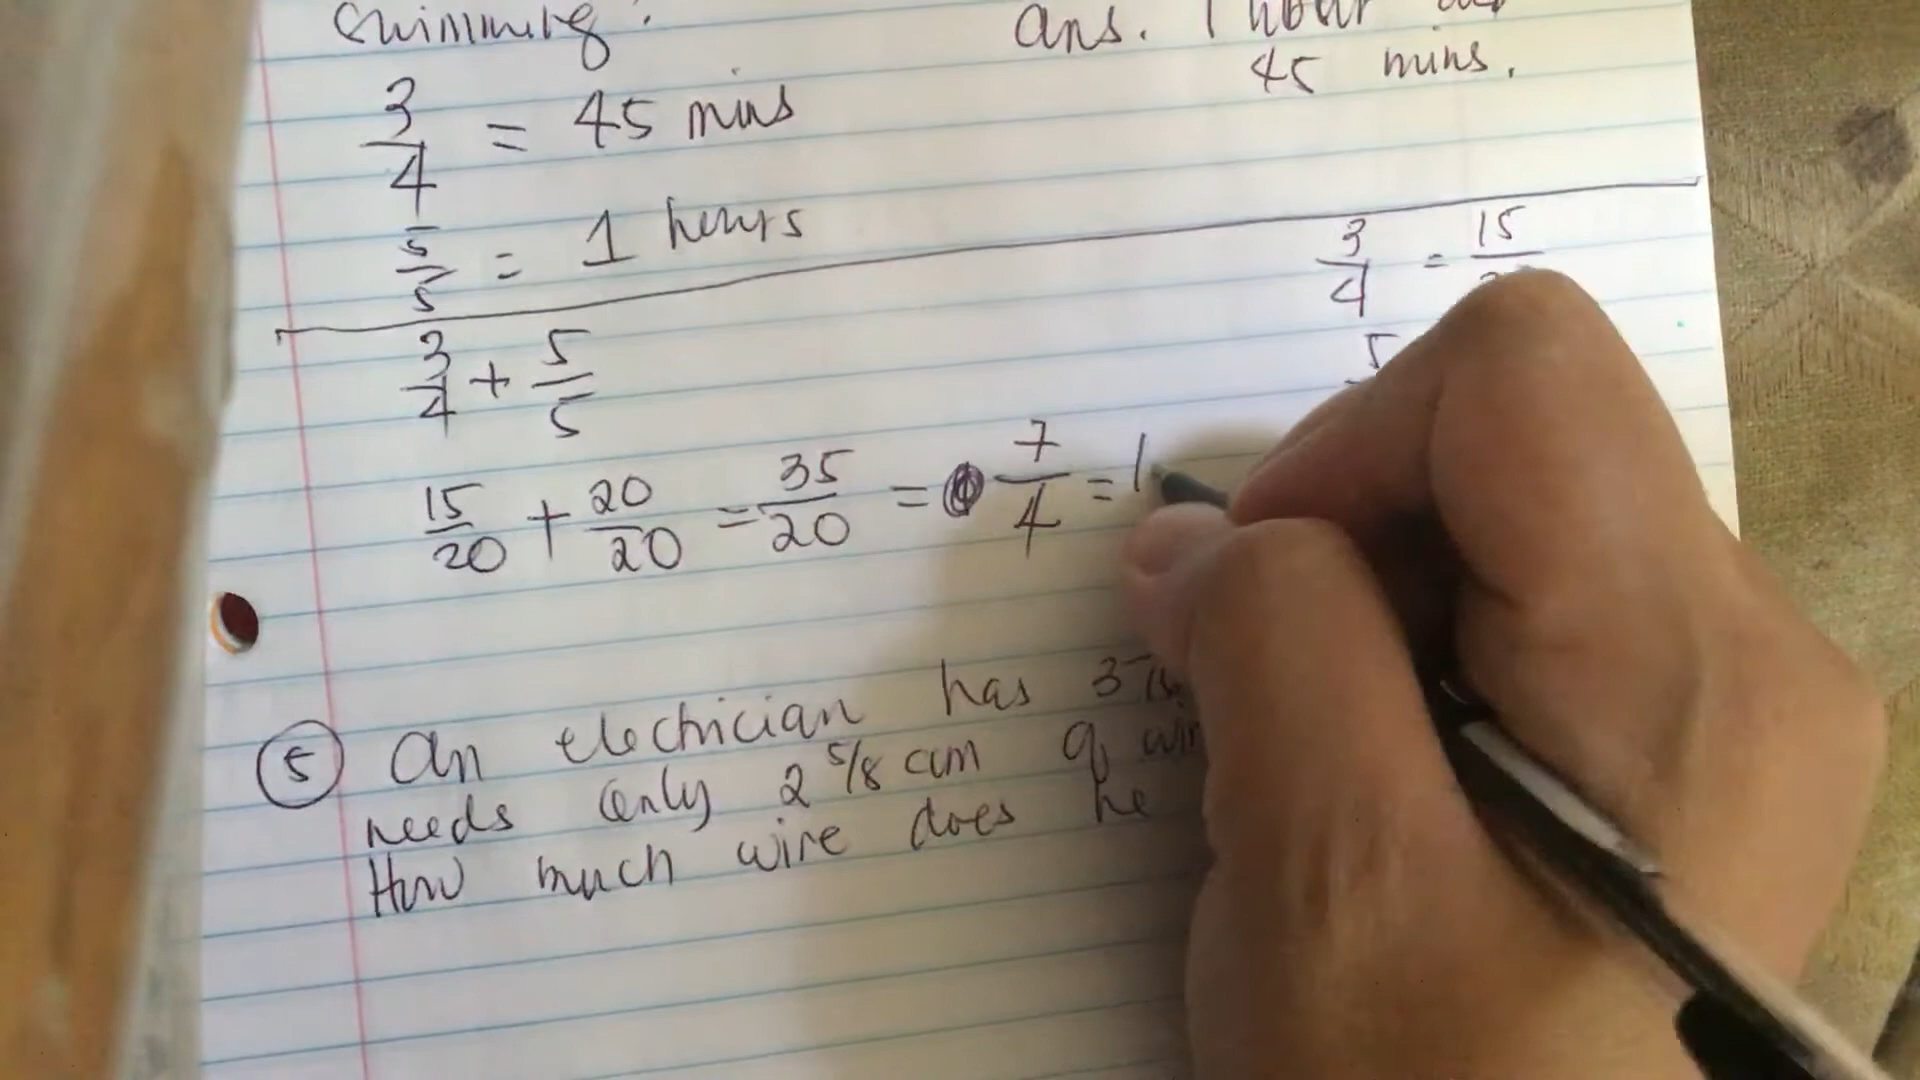 swimming.
ans. 1 hour
45 mins.
3/4 = 45 mins
5/5 = 1 hours
3/4 = 15
5
3/4 + 5/5
15/20 + 20/20 = 35/20 = 7/4 = 1
⑤ An electrician has 3
needs only 2 5/8 cm of
How much wire does he